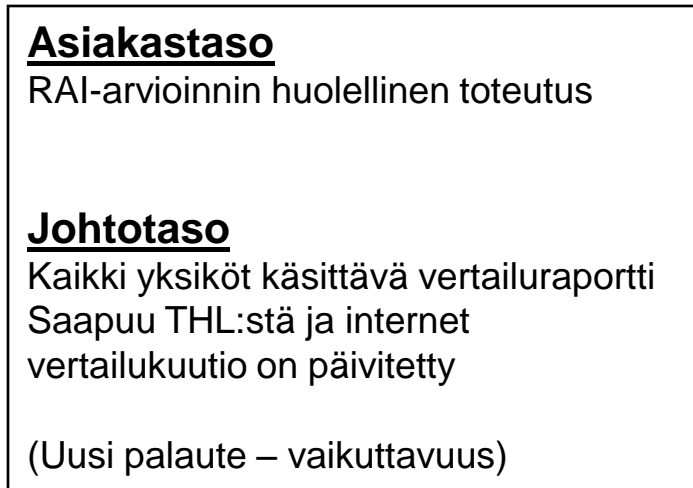 Asiakastaso
RAI-arvioinnin huolellinen toteutus
Johtotaso
Kaikki yksiköt käsittävä vertailuraportti
Saapuu THL:stä ja internet
vertailukuutio on päivitetty
(Uusi palaute – vaikuttavuus)